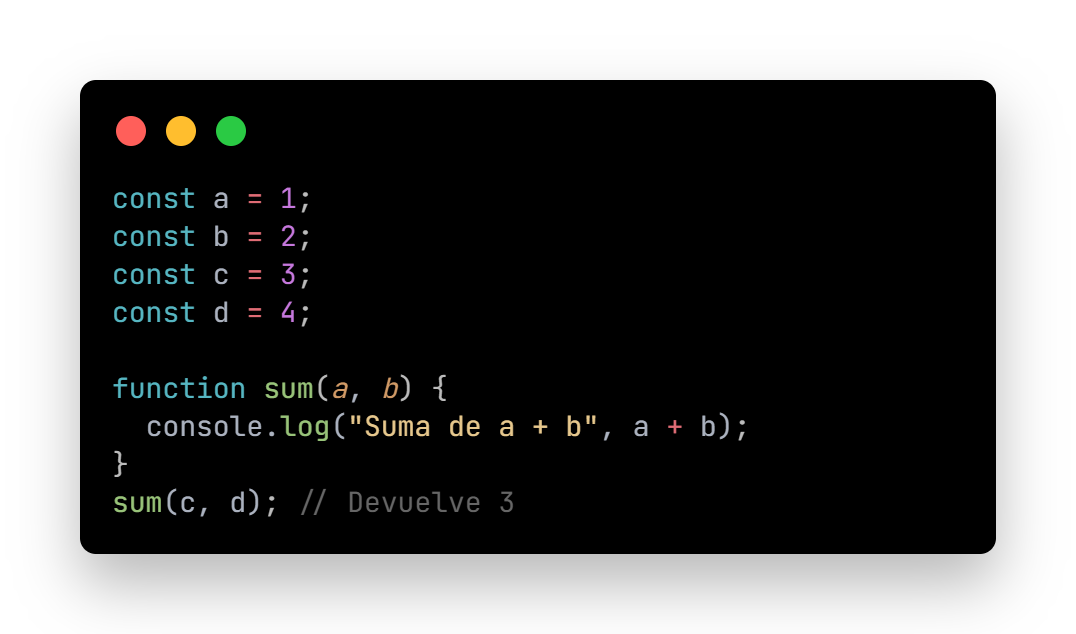 const a = 1;
const b = 2;
const c = 3;
const d = 4;
function sum(a, b) {
  console.log("Suma de a + b", a + b);
}
sum(c, d); // Devuelve 3